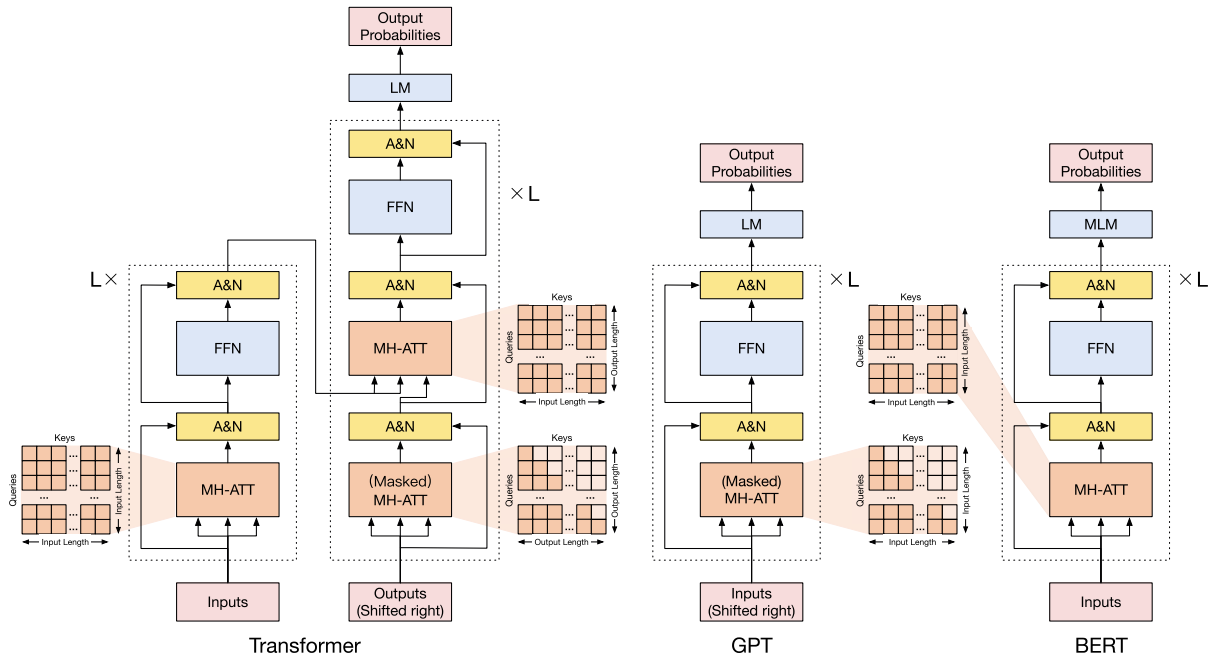 Output
Probabilities
LM
A&N
FFN
× L
A&N
MH-ATT
Keys
Queries
...
...
...
...
...
Output Length
Input Length
A&N
(Masked)
MH-ATT
Keys
Queries
...
...
...
...
...
Output Length
Output Length
Outputs
(Shifted right)
L ×
A&N
FFN
A&N
MH-ATT
Keys
Queries
...
...
...
...
...
Input Length
Input Length
Inputs
Transformer
Output
Probabilities
LM
× L
A&N
FFN
A&N
(Masked)
MH-ATT
Keys
Queries
...
...
...
...
...
Input Length
Input Length
Inputs
(Shifted right)
GPT
Output
Probabilities
MLM
× L
A&N
FFN
A&N
MH-ATT
Keys
Queries
...
...
...
...
...
Input Length
Input Length
Inputs
BERT